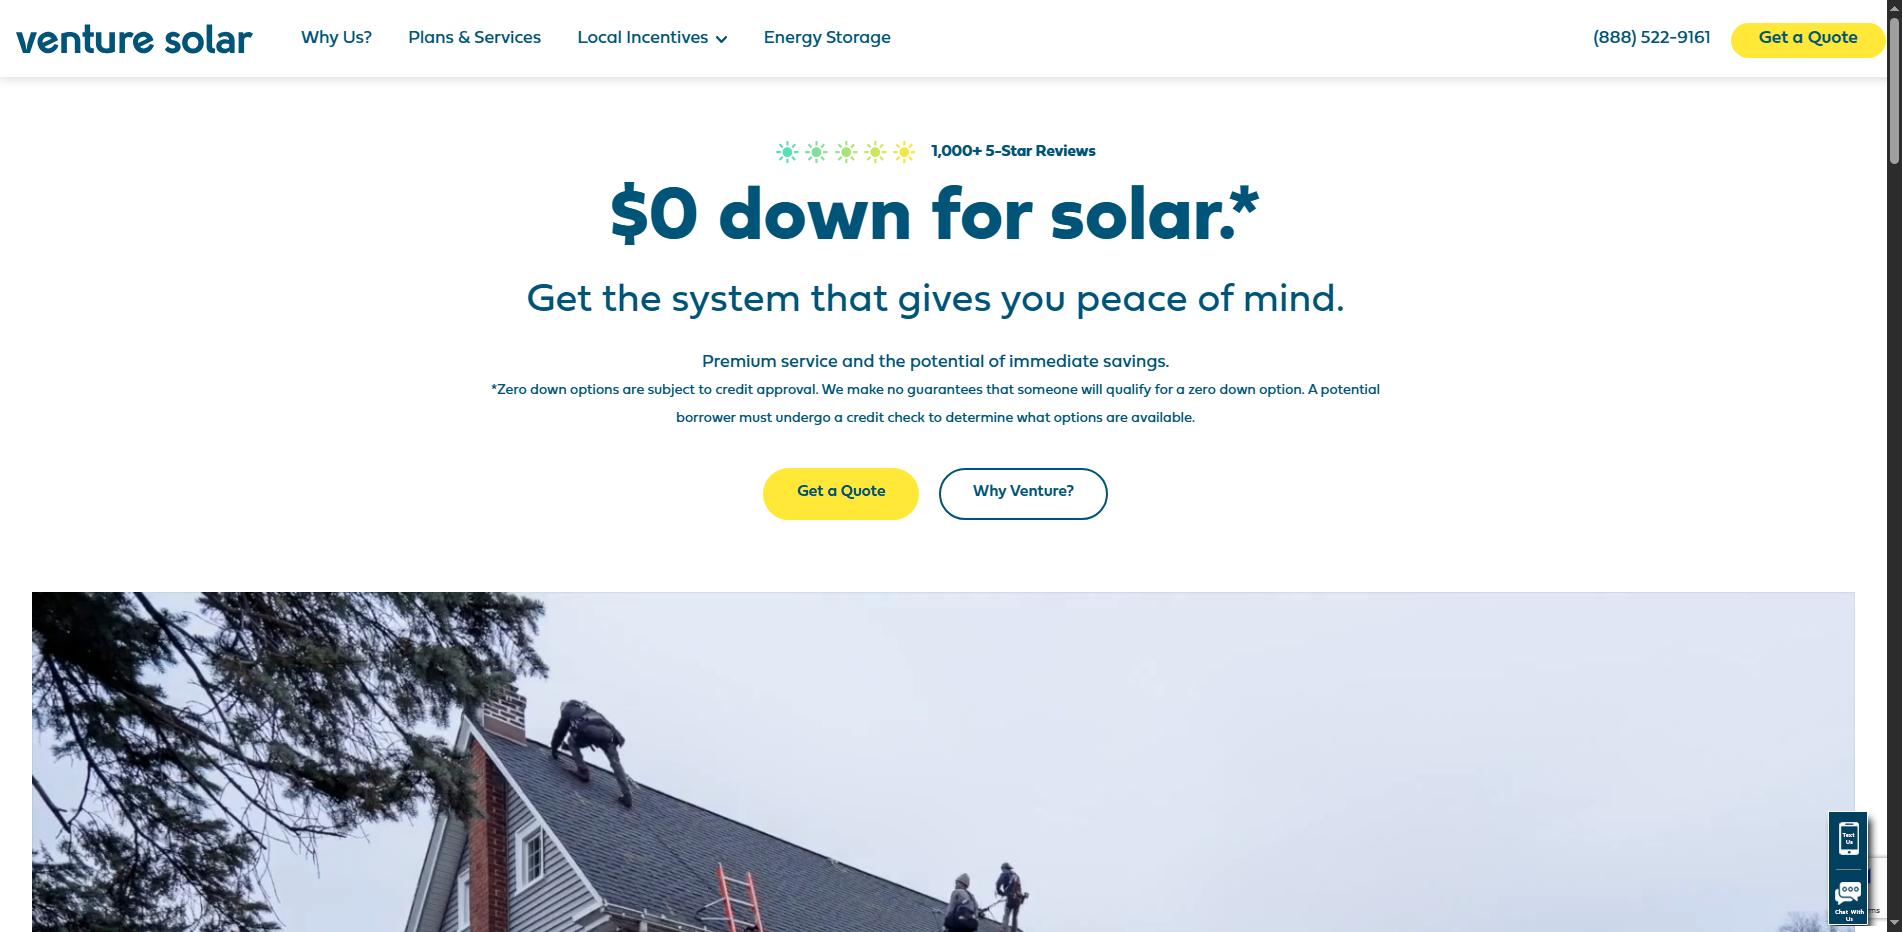 venture solar
Why Us?
Plans & Services
Local Incentives
Energy Storage
(888) 522-9161
Get a Quote
1,000+ 5-Star Reviews
$0 down for solar.*
Get the system that gives you peace of mind.
Premium service and the potential of immediate savings.
*Zero down options are subject to credit approval. We make no guarantees that someone will qualify for a zero down option. A potential
borrower must undergo a credit check to determine what options are available.
Get a Quote
Why Venture?
Text
Us
Chat With
Us